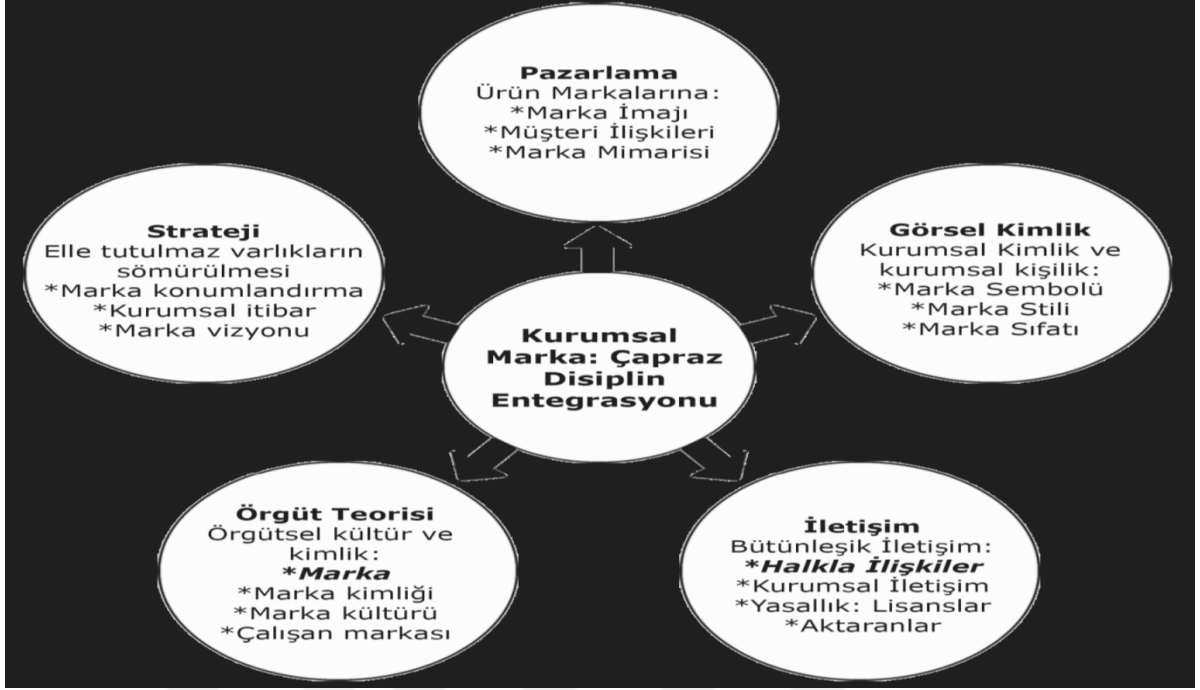 Pazarlama
Ürün Markalarına:
*Marka İmajı
*Müşteri İlişkileri
*Marka Mimarisi
Strateji
Elle tutulmaz varlıkların
sömürülmesi
*Marka konumlandırma
*Kurumsal itibar
*Marka vizyonu
Görsel Kimlik
Kurumsal Kimlik ve
kurumsal kişilik:
*Marka Sembolü
*Marka Stili
*Marka Sıfatı
Kurumsal
Marka: Çapraz
Disiplin
Entegrasyonu
Örgüt Teorisi
Örgütsel kültür ve
kimlik:
*Marka
*Marka kimliği
*Marka kültürü
*Çalışan markası
İletişim
Bütünleşik İletişim:
*Halkla İlişkiler
*Kurumsal İletişim
*Yasallık: Lisanslar
*Aktaranlar